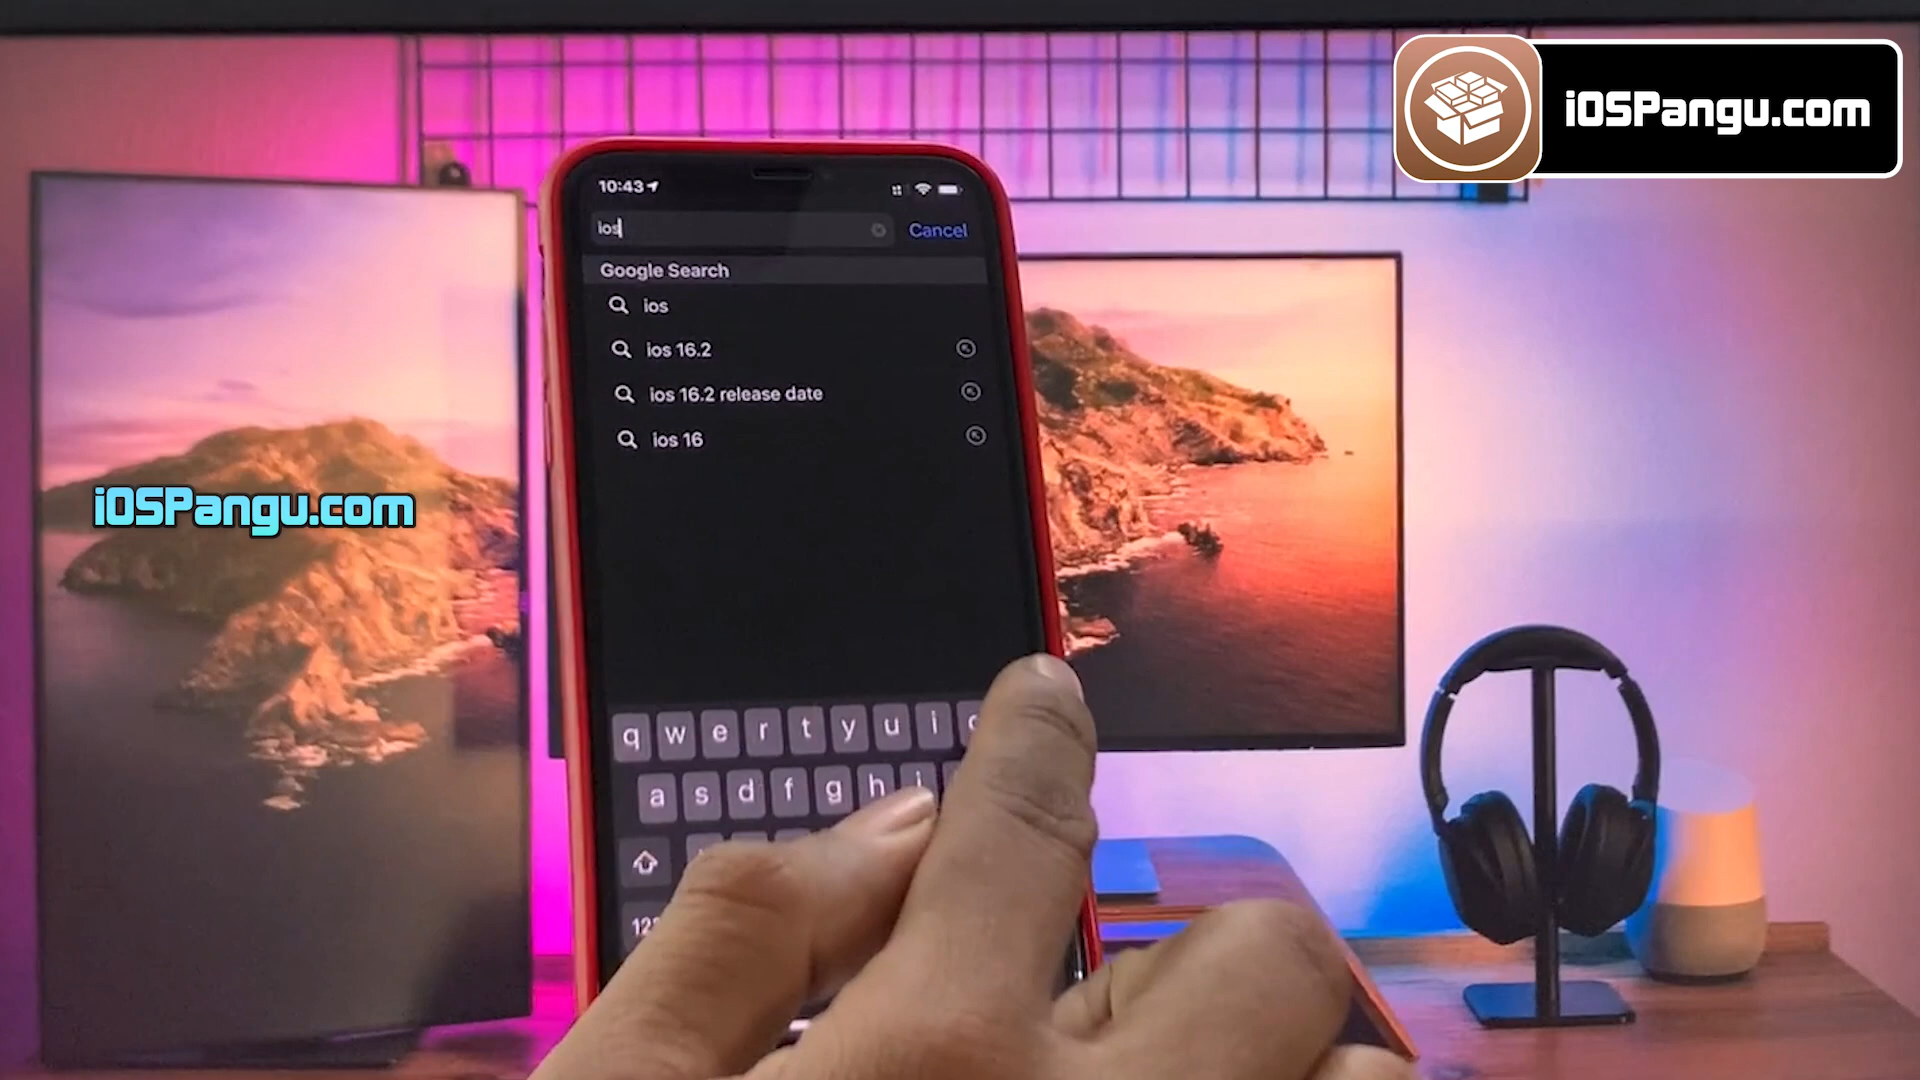 iOSPangu.com
10:43
ios
Cancel
Google Search
ios
ios 16.2
ios 16.2 release date
ios 16
iOSPangu.com
q w e r t y u i
a s d f g h j